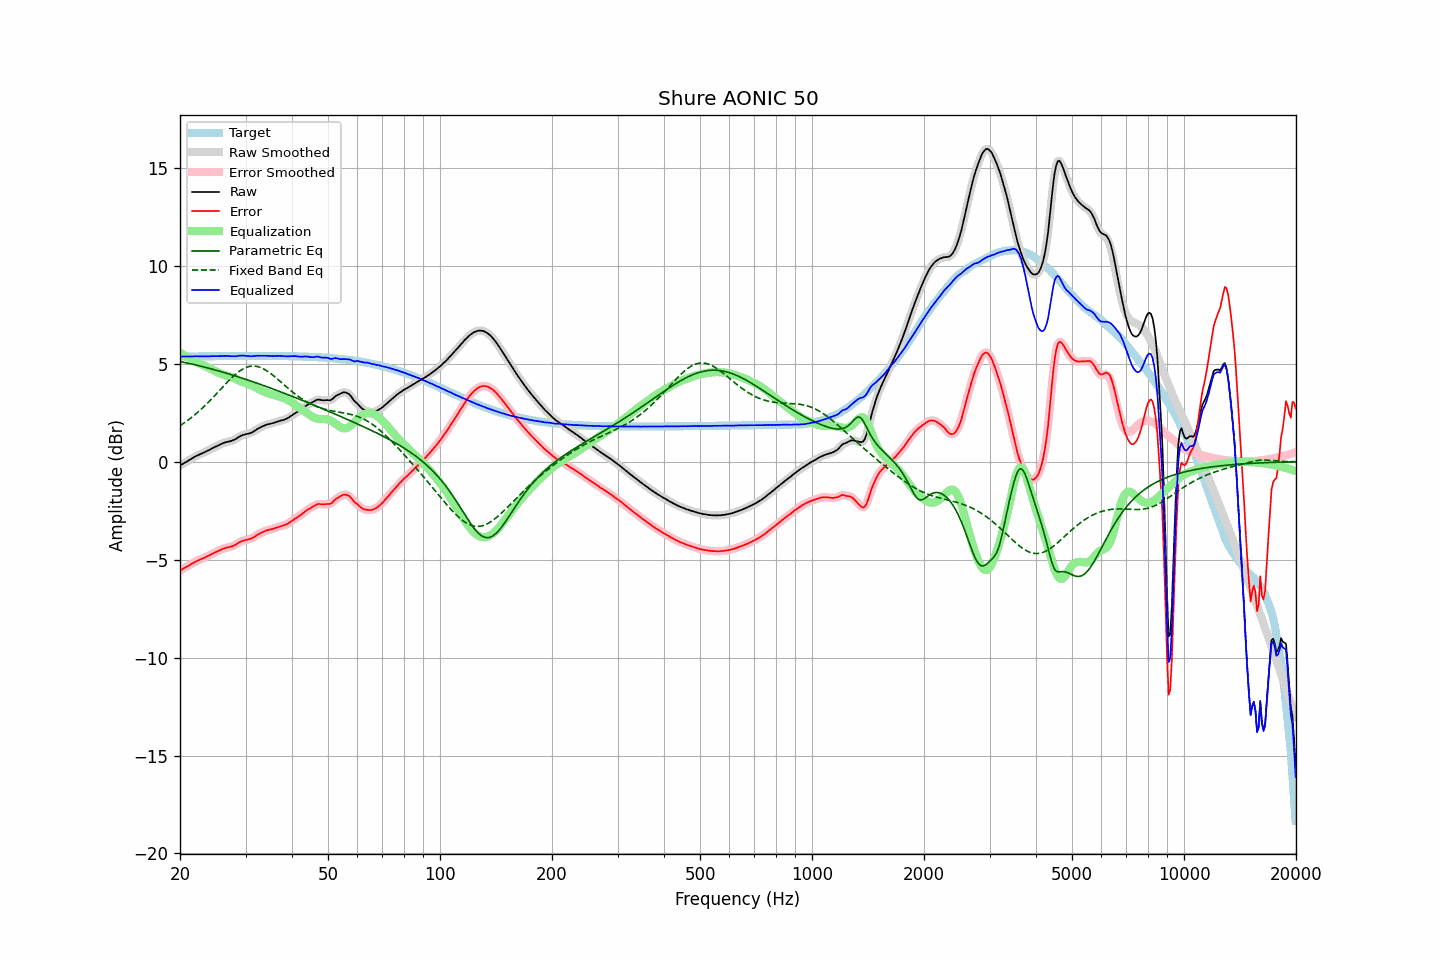 Shure AONIC 50
Target
Raw Smoothed
Error Smoothed
Raw
Error
Equalization
Parametric Eq
Fixed Band Eq
Equalized
Amplitude (dBr)
15
10
5
0
−5
−10
−15
−20
20
50
100
200
500
1000
2000
5000
10000
20000
Frequency (Hz)